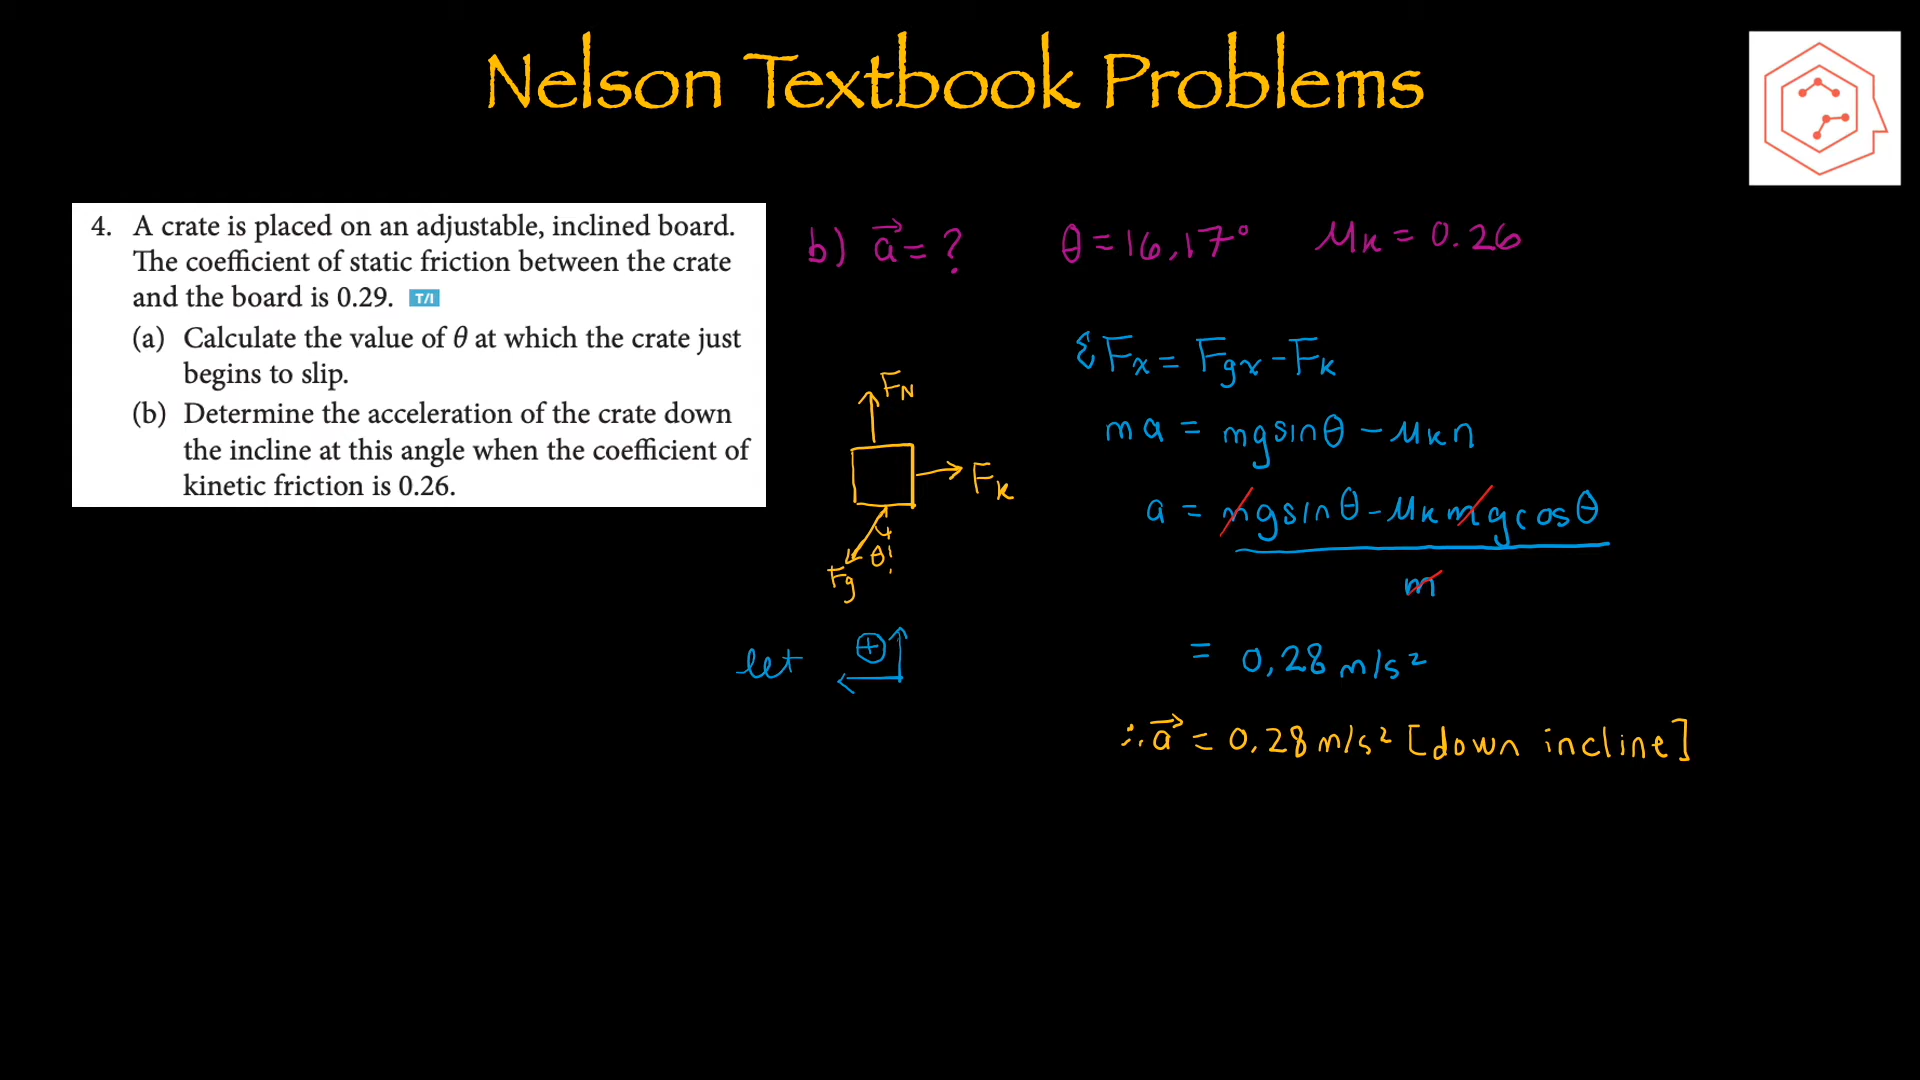 Nelson Textbook Problems
4. A crate is placed on an adjustable, inclined board.
The coefficient of static friction between the crate
and the board is 0.29. T/I
(a) Calculate the value of θ at which the crate just
begins to slip.
(b) Determine the acceleration of the crate down
the incline at this angle when the coefficient of
kinetic friction is 0.26.
b) a⃗ = ? θ = 16.17° μk = 0.26
ΣFx = Fgx - Fk
ma = mgsinθ - μkn
a = mgsinθ - μkmgcosθ
m
= 0.28 m/s²
∴ a⃗ = 0.28 m/s² [down incline]
FN
Fk
θ
Fg
let +